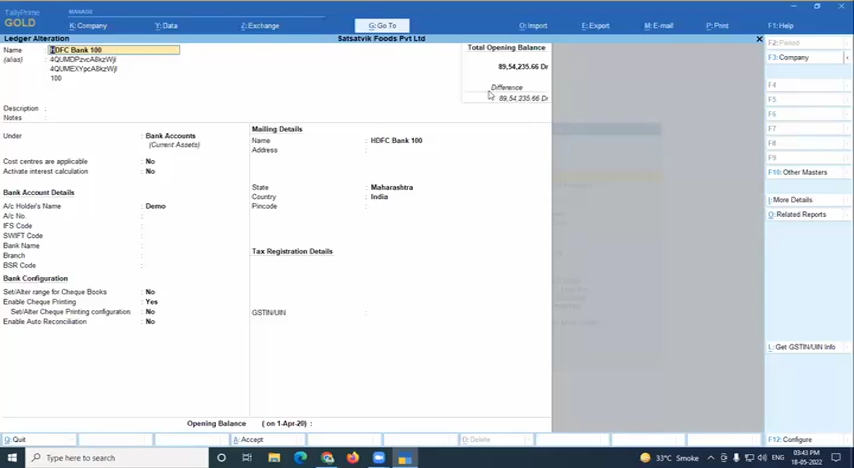 TallyPrime
GOLD
MANAGE
K: Company
Y: Data
Z: Exchange
G: Go To
O: Import
E: Export
M: E-mail
P: Print
F1: Help
Ledger Alteration
Satsatvik Foods Pvt Ltd
Name : HDFC Bank 100
(alias) : 4QUMDPzvcA8kzWjl
4QUMEXYpcA8kzWjl
100
Description :
Notes :
Total Opening Balance
89,54,235.66 Dr
Difference
89,54,235.66 Dr
Under : Bank Accounts
(Current Assets)
Cost centres are applicable : No
Activate interest calculation : No
Bank Account Details
A/c Holder's Name : Demo
A/c No. :
IFS Code :
SWIFT Code :
Bank Name :
Branch :
BSR Code :
Bank Configuration
Set/Alter range for Cheque Books : No
Enable Cheque Printing : Yes
Set/Alter Cheque Printing configuration : No
Enable Auto Reconciliation : No
Mailing Details
Name : HDFC Bank 100
Address :
State : Maharashtra
Country : India
Pincode :
Tax Registration Details
GSTIN/UIN :
Opening Balance ( on 1-Apr-20) :
F2: Period
F3: Company
F4
F5
F6
F7
F8
F9
F10: Other Masters
I: More Details
O: Related Reports
L: Get GSTIN/UIN Info
F12: Configure
Q: Quit
A: Accept
D: Delete
Type here to search
33°C Smoke
ENG
03:43 PM
18-05-2022